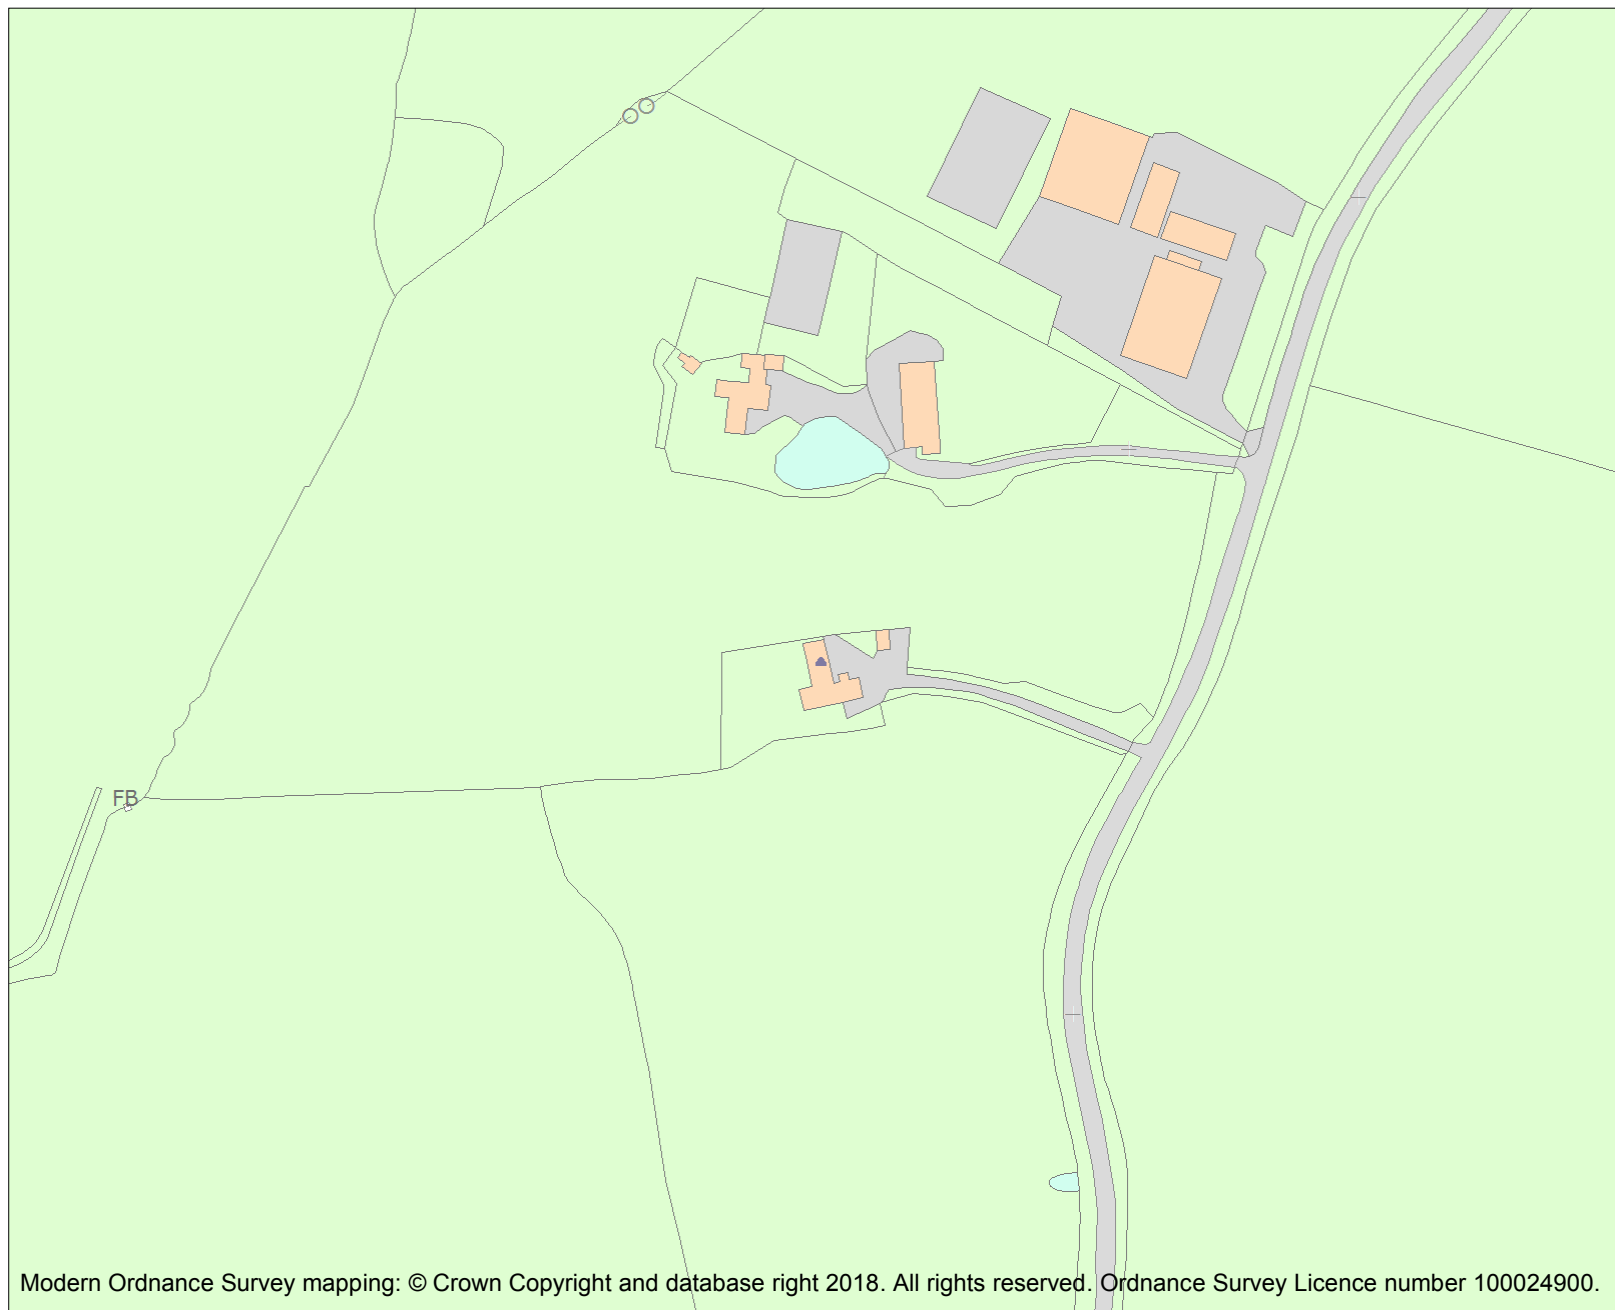 FB
Modern Ordnance Survey mapping: © Crown Copyright and database right 2018. All rights reserved. Ordnance Survey Licence number 100024900.